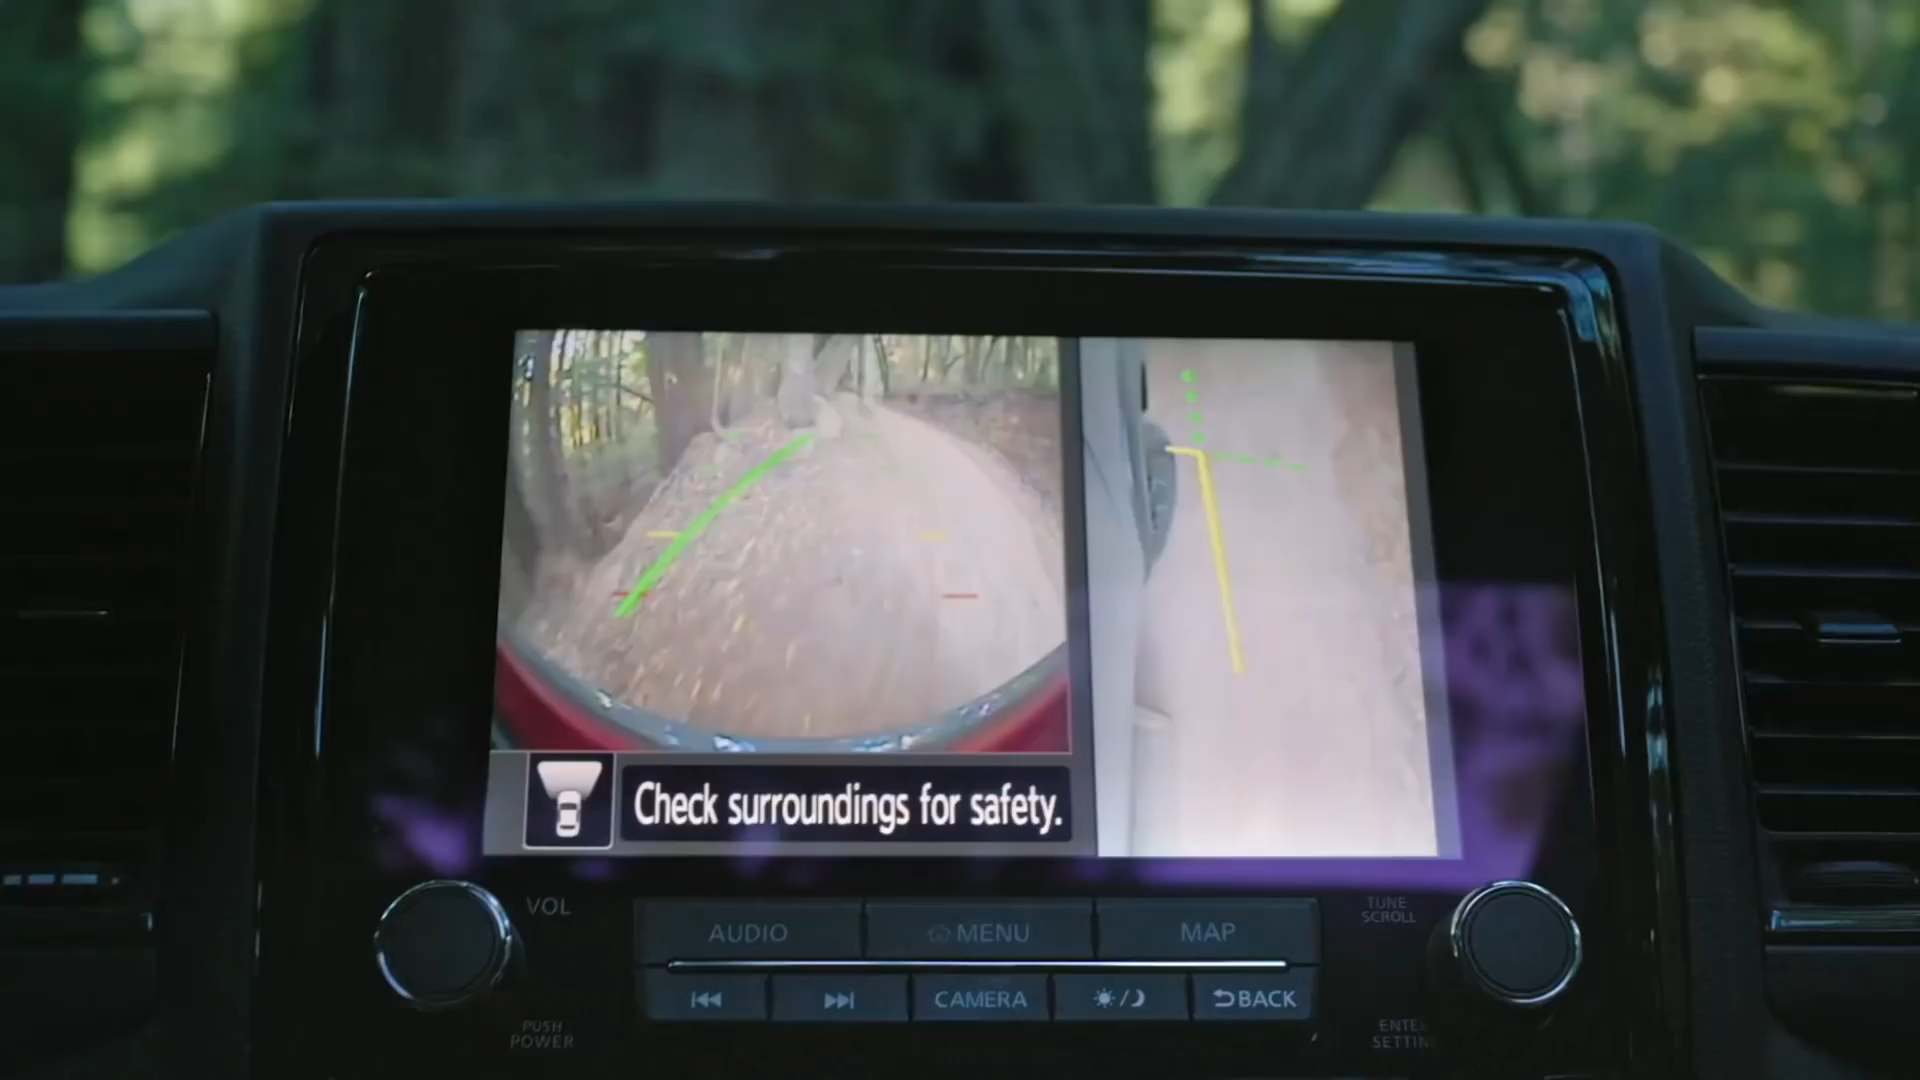 Check surroundings for safety.
VOL
AUDIO
MENU
MAP
TUNE
SCROLL
CAMERA
BACK
PUSH
POWER